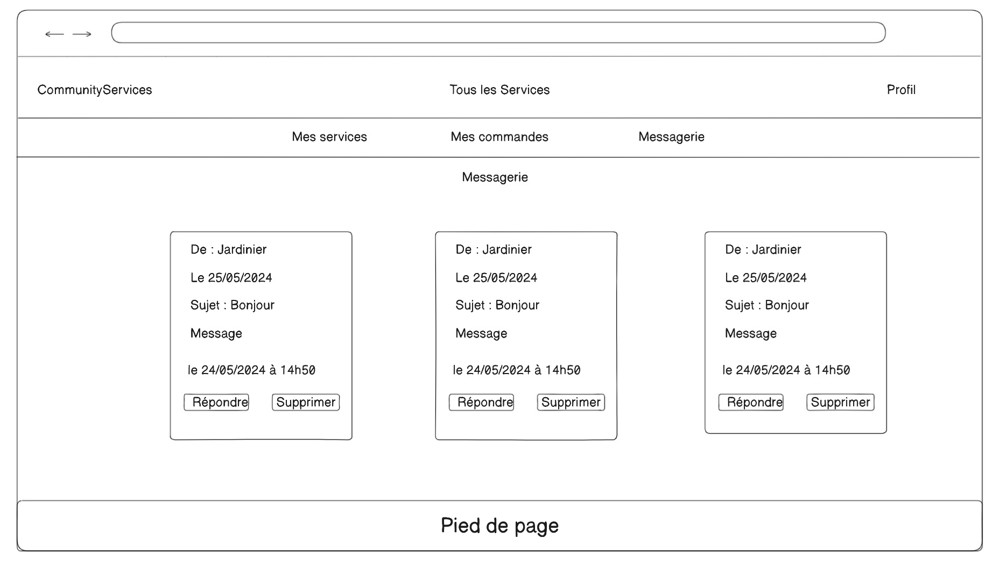 CommunityServices Tous les Services Profil
Mes services Mes commandes Messagerie
Messagerie
De : Jardinier
Le 25/05/2024
Sujet : Bonjour
Message
le 24/05/2024 à 14h50
Répondre Supprimer
De : Jardinier
Le 25/05/2024
Sujet : Bonjour
Message
le 24/05/2024 à 14h50
Répondre Supprimer
De : Jardinier
Le 25/05/2024
Sujet : Bonjour
Message
le 24/05/2024 à 14h50
Répondre Supprimer
Pied de page